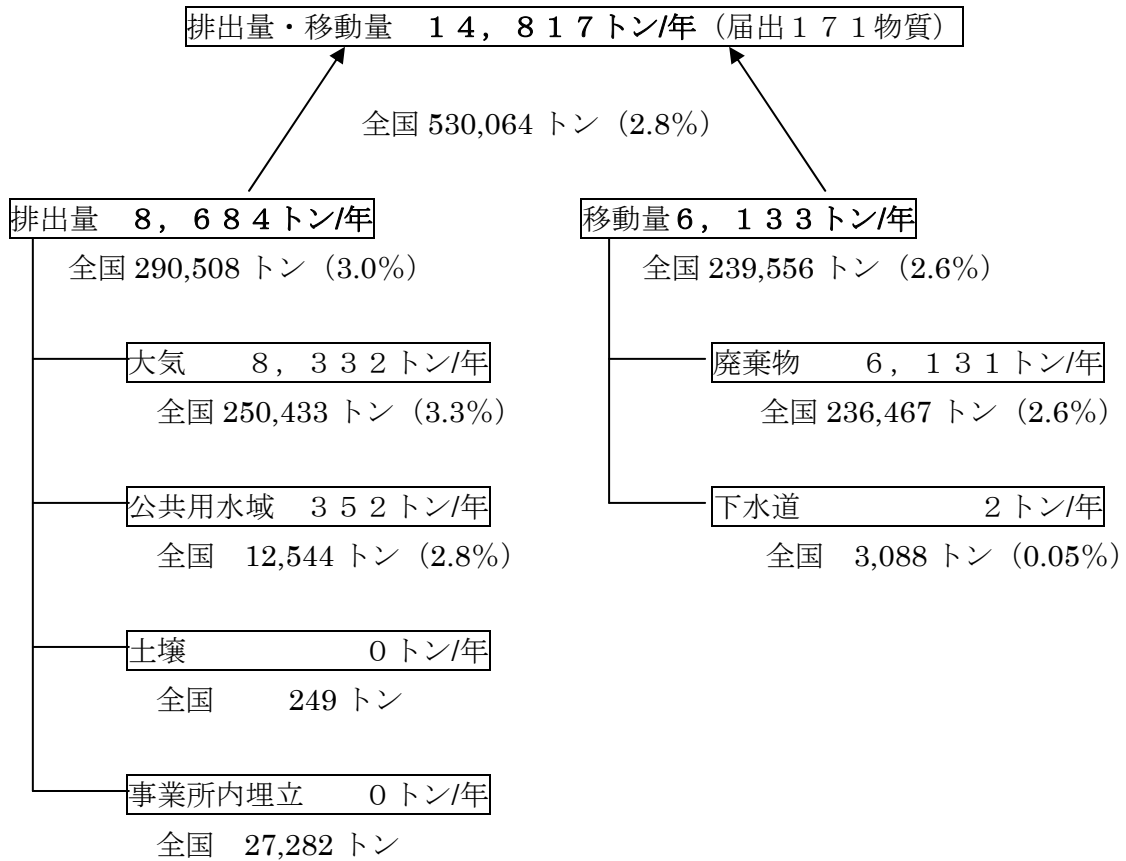 排出量・移動量　１４，８１７トン/年（届出１７１物質）
全国 530,064 トン（2.8%）
排出量　８，６８４トン/年
移動量６，１３３トン/年
全国 290,508 トン（3.0%）
全国 239,556 トン（2.6%）
大気　　８，３３２トン/年
廃棄物　　６，１３１トン/年
全国 250,433 トン（3.3%）
全国 236,467 トン（2.6%）
公共用水域　３５２トン/年
下水道　　　　　　２トン/年
全国　12,544 トン（2.8%）
全国　3,088 トン（0.05%）
土壌　　　　　　０トン/年
全国　　249 トン
事業所内埋立　　０トン/年
全国　27,282 トン